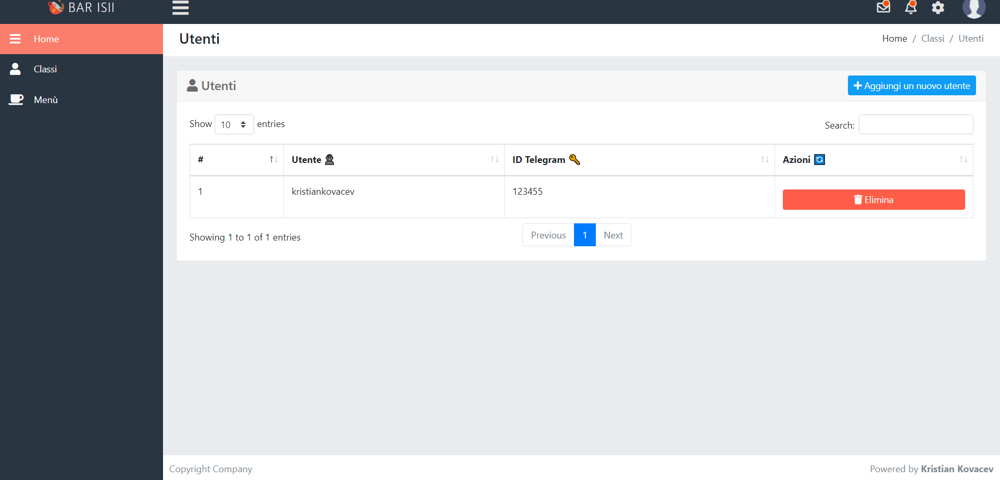 BAR ISII
Home
Classi
Menù
Utenti
Home / Classi / Utenti
Utenti
Aggiungi un nuovo utente
Show 10 entries
Search:
# Utente ID Telegram Azioni
1 kristiankovacev 123455 Elimina
Showing 1 to 1 of 1 entries
Previous 1 Next
Copyright Company
Powered by Kristian Kovacev